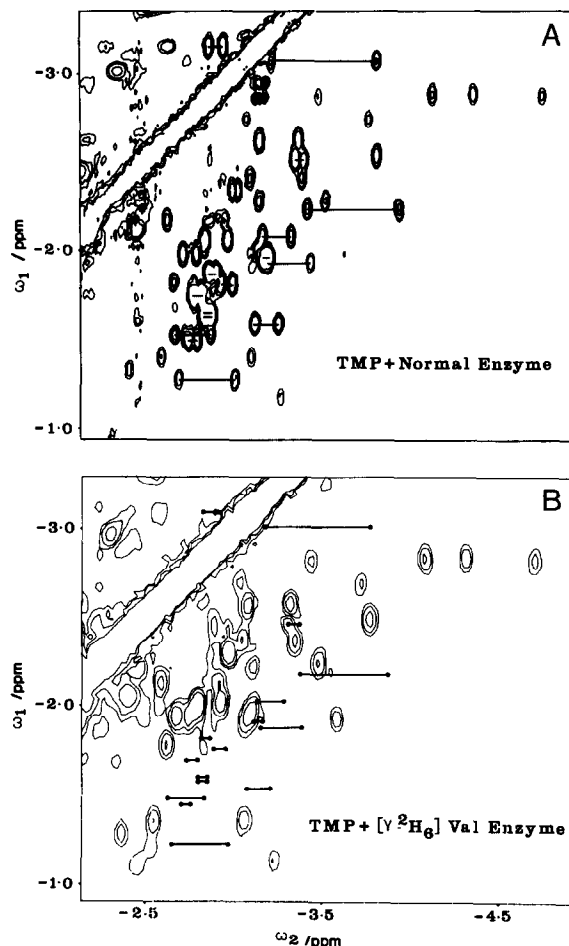 A
-3·0
-2·0
ω1 /ppm
-1·0
TMP+Normal Enzyme
B
-3·0
-2·0
ω1 /ppm
-1·0
TMP+[γ-²H₆] Val Enzyme
-2·5 -3·5 -4·5
ω2 /ppm